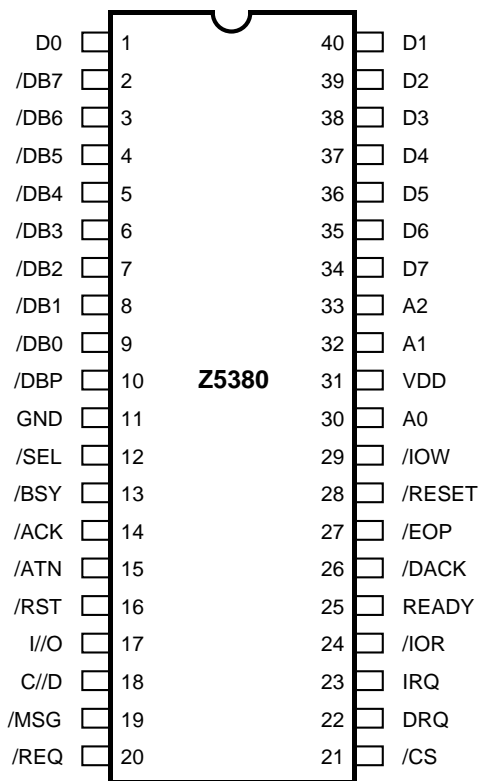 D0 1 40 D1
/DB7 2 39 D2
/DB6 3 38 D3
/DB5 4 37 D4
/DB4 5 36 D5
/DB3 6 35 D6
/DB2 7 34 D7
/DB1 8 33 A2
/DB0 9 32 A1
/DBP 10 Z5380 31 VDD
GND 11 30 A0
/SEL 12 29 /IOW
/BSY 13 28 /RESET
/ACK 14 27 /EOP
/ATN 15 26 /DACK
/RST 16 25 READY
I//O 17 24 /IOR
C//D 18 23 IRQ
/MSG 19 22 DRQ
/REQ 20 21 /CS